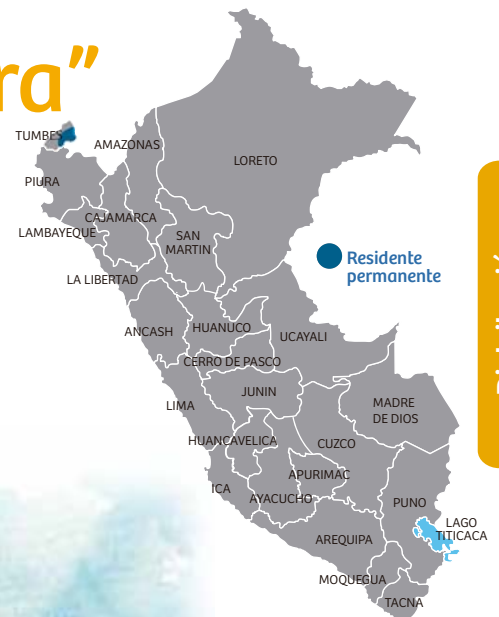 ra”
TUMBES
AMAZONAS
LORETO
PIURA
CAJAMARCA
LAMBAYEQUE
SAN
MARTIN
Residente
permanente
LA LIBERTAD
ANCASH
HUANUCO
UCAYALI
CERRO DE PASCO
JUNIN
LIMA
MADRE
DE DIOS
HUANCAVELICA
CUZCO
APURIMAC
ICA
AYACUCHO
PUNO
LAGO
TITICACA
AREQUIPA
MOQUEGUA
TACNA